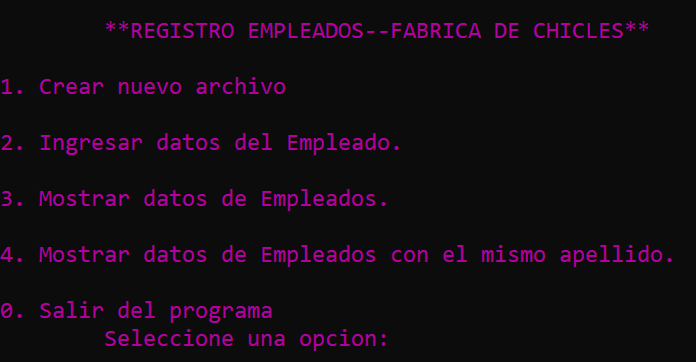 **REGISTRO EMPLEADOS--FABRICA DE CHICLES**
1. Crear nuevo archivo
2. Ingresar datos del Empleado.
3. Mostrar datos de Empleados.
4. Mostrar datos de Empleados con el mismo apellido.
0. Salir del programa
Seleccione una opcion: